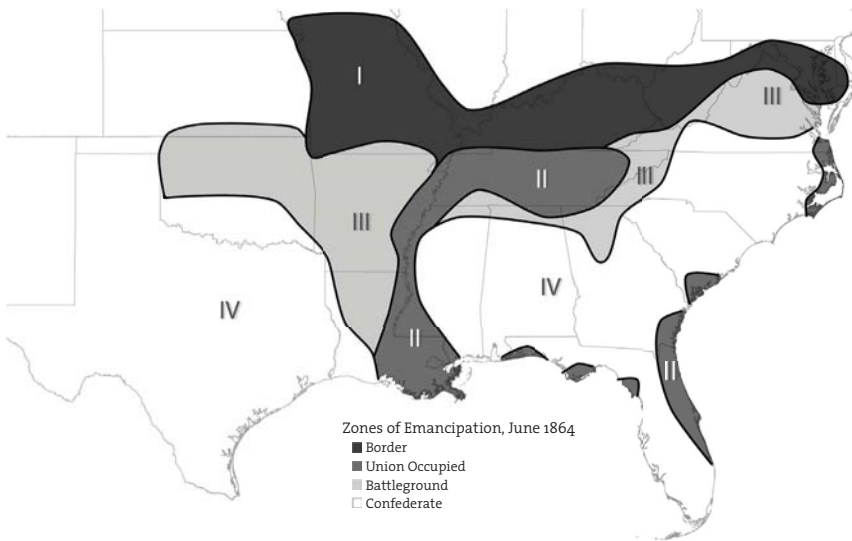 I
III
II
III
III
IV
IV
II
II
Zones of Emancipation, June 1864
Border
Union Occupied
Battleground
Confederate